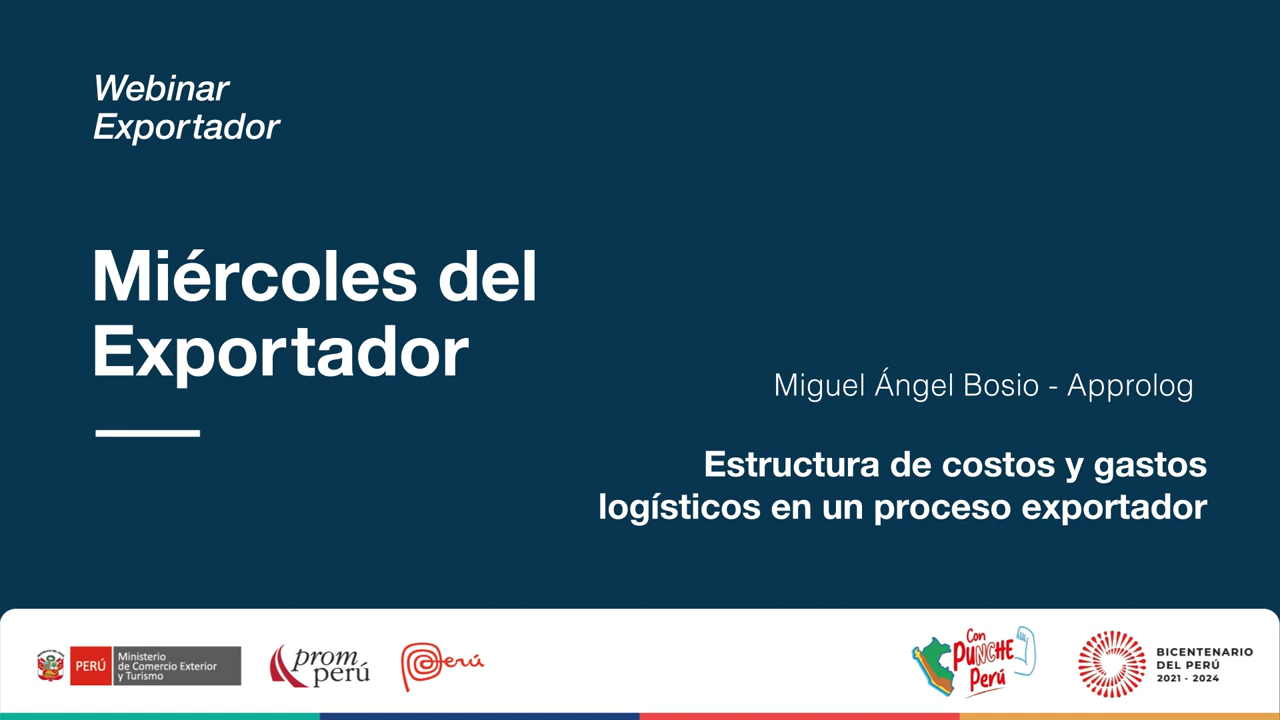 Webinar
Exportador
Miércoles del
Exportador
Miguel Ángel Bosio - Approlog
Estructura de costos y gastos
logísticos en un proceso exportador
PERÚ
Ministerio
de Comercio Exterior
y Turismo
prom
perú
Perú
Con
PUNCHE
Perú
BICENTENARIO
DEL PERÚ
2021 - 2024